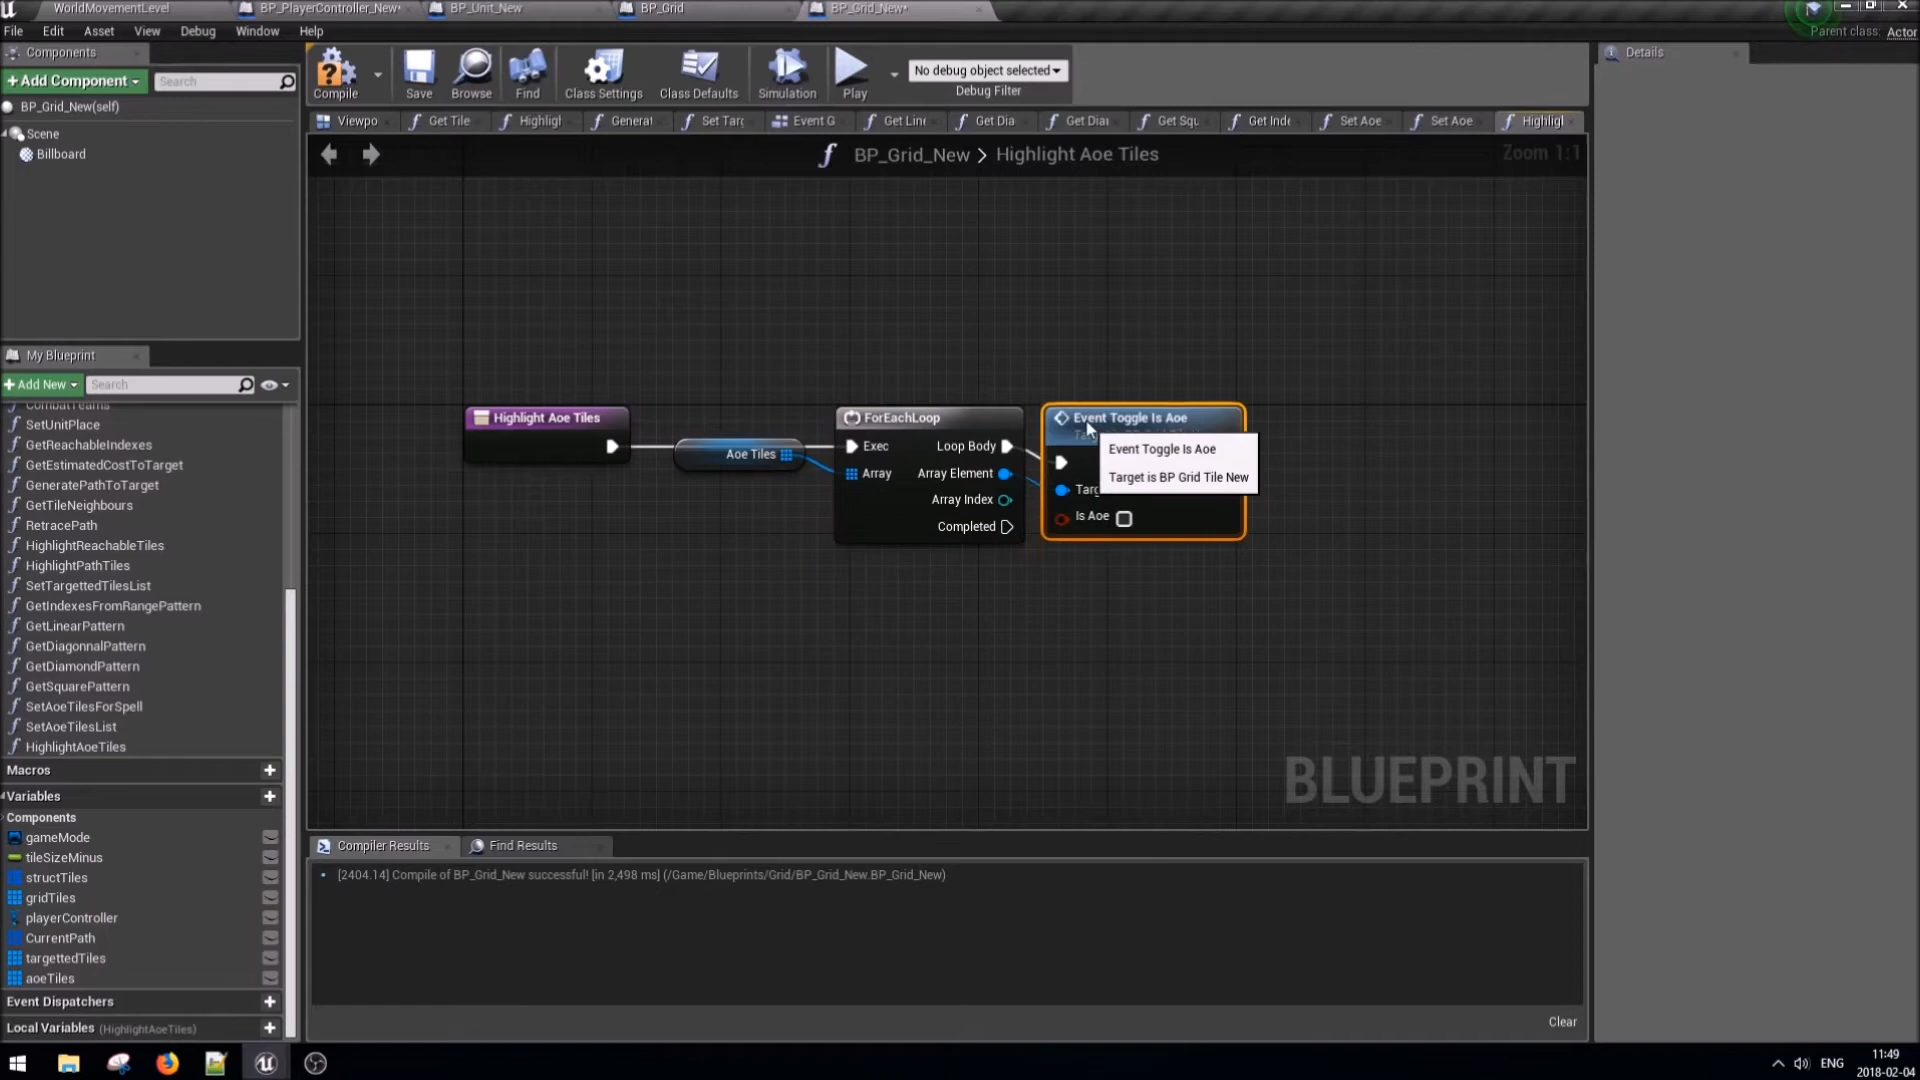 WorldMovementLevel
BP_PlayerController_New*
BP_Unit_New
BP_Grid
BP_Grid_New*
File
Edit
Asset
View
Debug
Window
Help
Parent class: Actor
Components
+Add Component
Search
BP_Grid_New(self)
Scene
Billboard
Compile
Save
Browse
Find
Class Settings
Class Defaults
Simulation
Play
No debug object selected
Debug Filter
Details
Viewpo
Get Tile
Highligl
Generat
Set Tar
Event G
Get Line
Get Dia
Get Diar
Get Squ
Get Inde
Set Aoe
Set Aoe
Highligl
BP_Grid_New > Highlight Aoe Tiles
Zoom 1:1
My Blueprint
+Add New
Search
CombatTeams
SetUnitPlace
GetReachableIndexes
GetEstimatedCostToTarget
GeneratePathToTarget
GetTileNeighbours
RetracePath
HighlightReachableTiles
HighlightPathTiles
SetTargettedTilesList
GetIndexesFromRangePattern
GetLinearPattern
GetDiagonnalPattern
GetDiamondPattern
GetSquarePattern
SetAoeTilesForSpell
SetAoeTilesList
HighlightAoeTiles
Macros
Variables
Components
gameMode
tileSizeMinus
structTiles
gridTiles
playerController
CurrentPath
targettedTiles
aoeTiles
Event Dispatchers
Local Variables (HighlightAoeTiles)
Highlight Aoe Tiles
Aoe Tiles
ForEachLoop
Exec
Loop Body
Array
Array Element
Array Index
Completed
Event Toggle Is Aoe
Event Toggle Is Aoe
Target is BP Grid Tile New
Targ
Is Aoe
BLUEPRINT
Compiler Results
Find Results
[2404.14] Compile of BP_Grid_New successful! [in 2,498 ms] (/Game/Blueprints/Grid/BP_Grid_New.BP_Grid_New)
Clear
ENG
11:49
2018-02-04